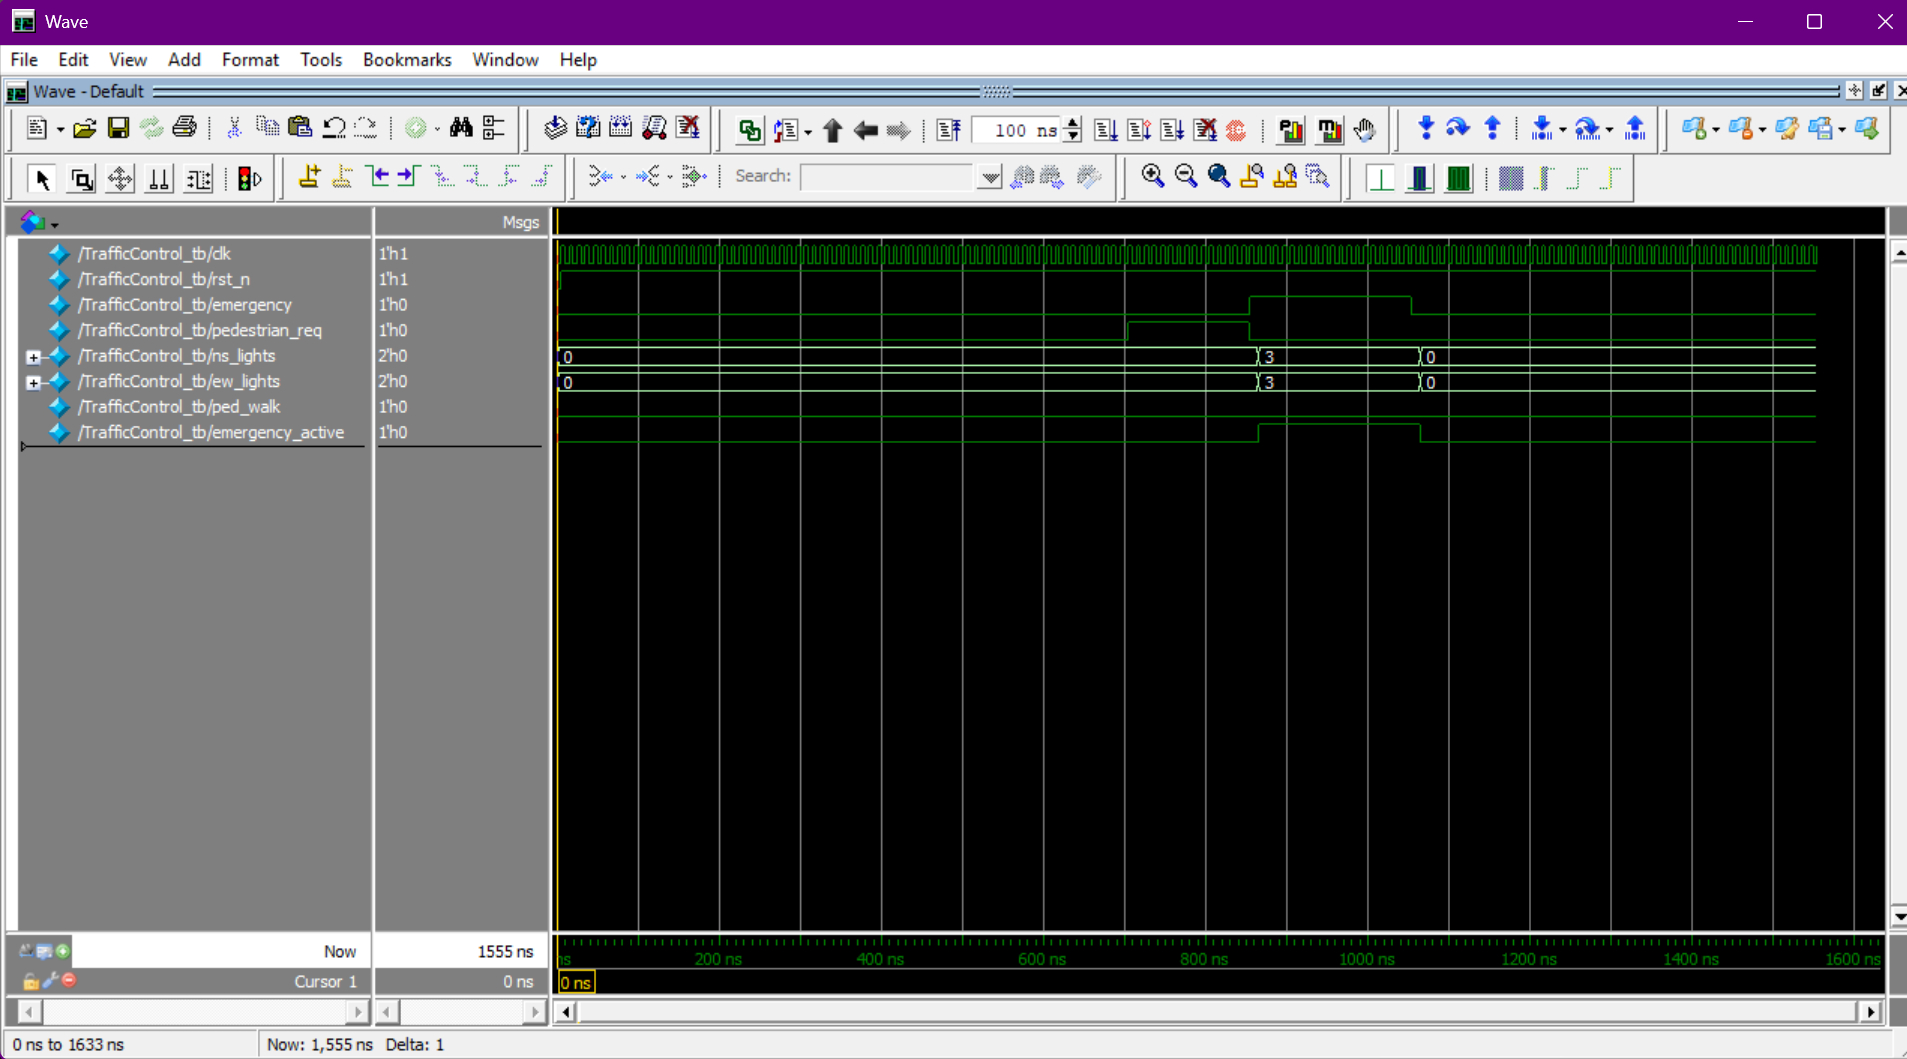 Wave
File Edit View Add Format Tools Bookmarks Window Help
Wave - Default
100 ns
Search:
Msgs
/TrafficControl_tb/clk 1'h1
/TrafficControl_tb/rst_n 1'h1
/TrafficControl_tb/emergency 1'h0
/TrafficControl_tb/pedestrian_req 1'h0
/TrafficControl_tb/ns_lights 2'h0 0 3 0
/TrafficControl_tb/ew_lights 2'h0 0 3 0
/TrafficControl_tb/ped_walk 1'h0
/TrafficControl_tb/emergency_active 1'h0
Now 1555 ns ns 200 ns 400 ns 600 ns 800 ns 1000 ns 1200 ns 1400 ns 1600 ns
Cursor 1 0 ns 0 ns
0 ns to 1633 ns Now: 1,555 ns Delta: 1